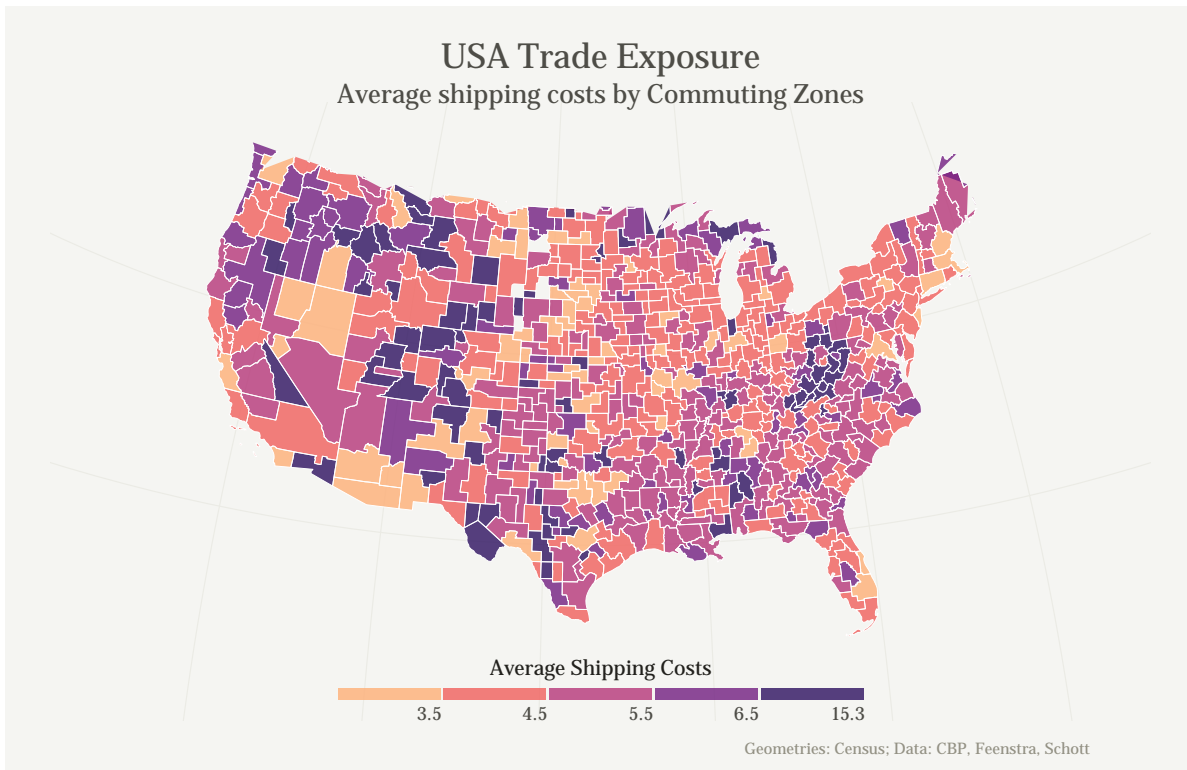 USA Trade Exposure
Average shipping costs by Commuting Zones
Average Shipping Costs
3.5 4.5 5.5 6.5 15.3
Geometries: Census; Data: CBP, Feenstra, Schott